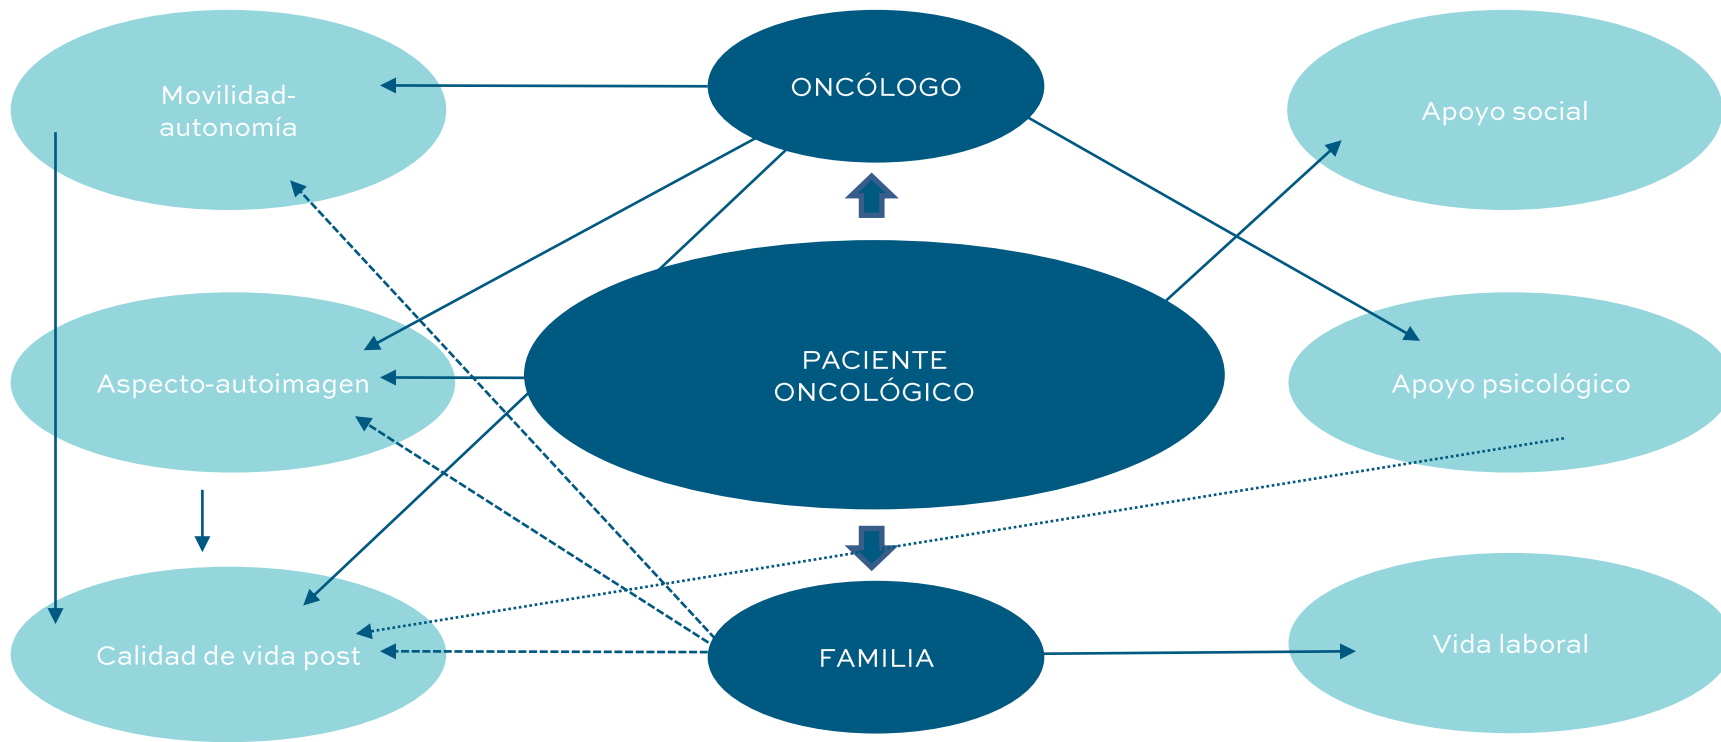 Movilidad-
autonomía
ONCÓLOGO
Apoyo social
Aspecto-autoimagen
PACIENTE
ONCOLÓGICO
Apoyo psicológico
Calidad de vida post
FAMILIA
Vida laboral